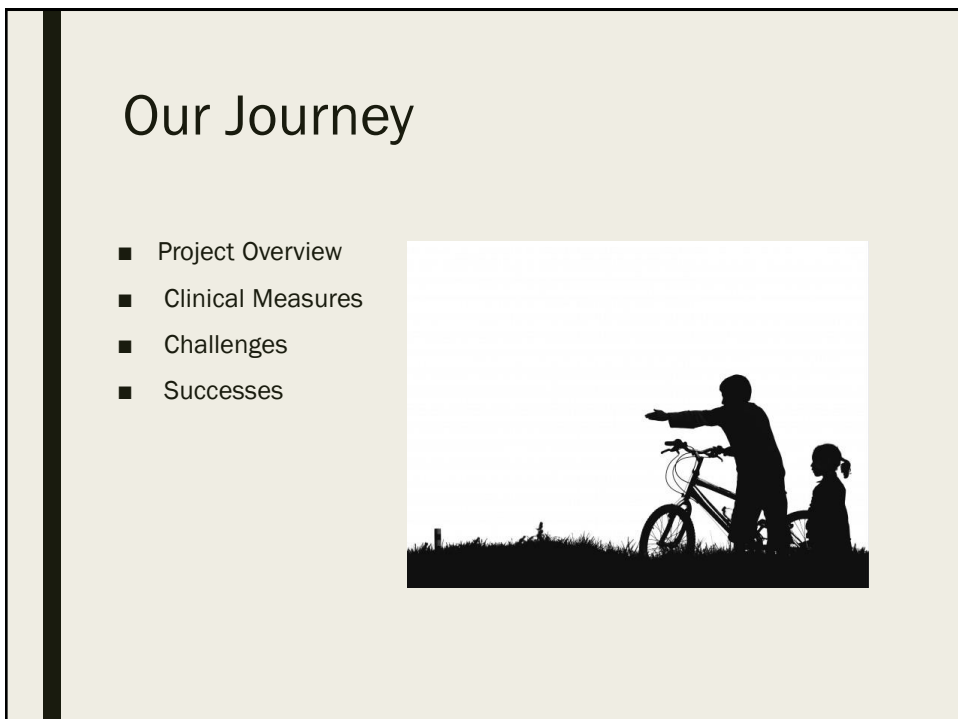 Our Journey
■ Project Overview
■ Clinical Measures
■ Challenges
■ Successes